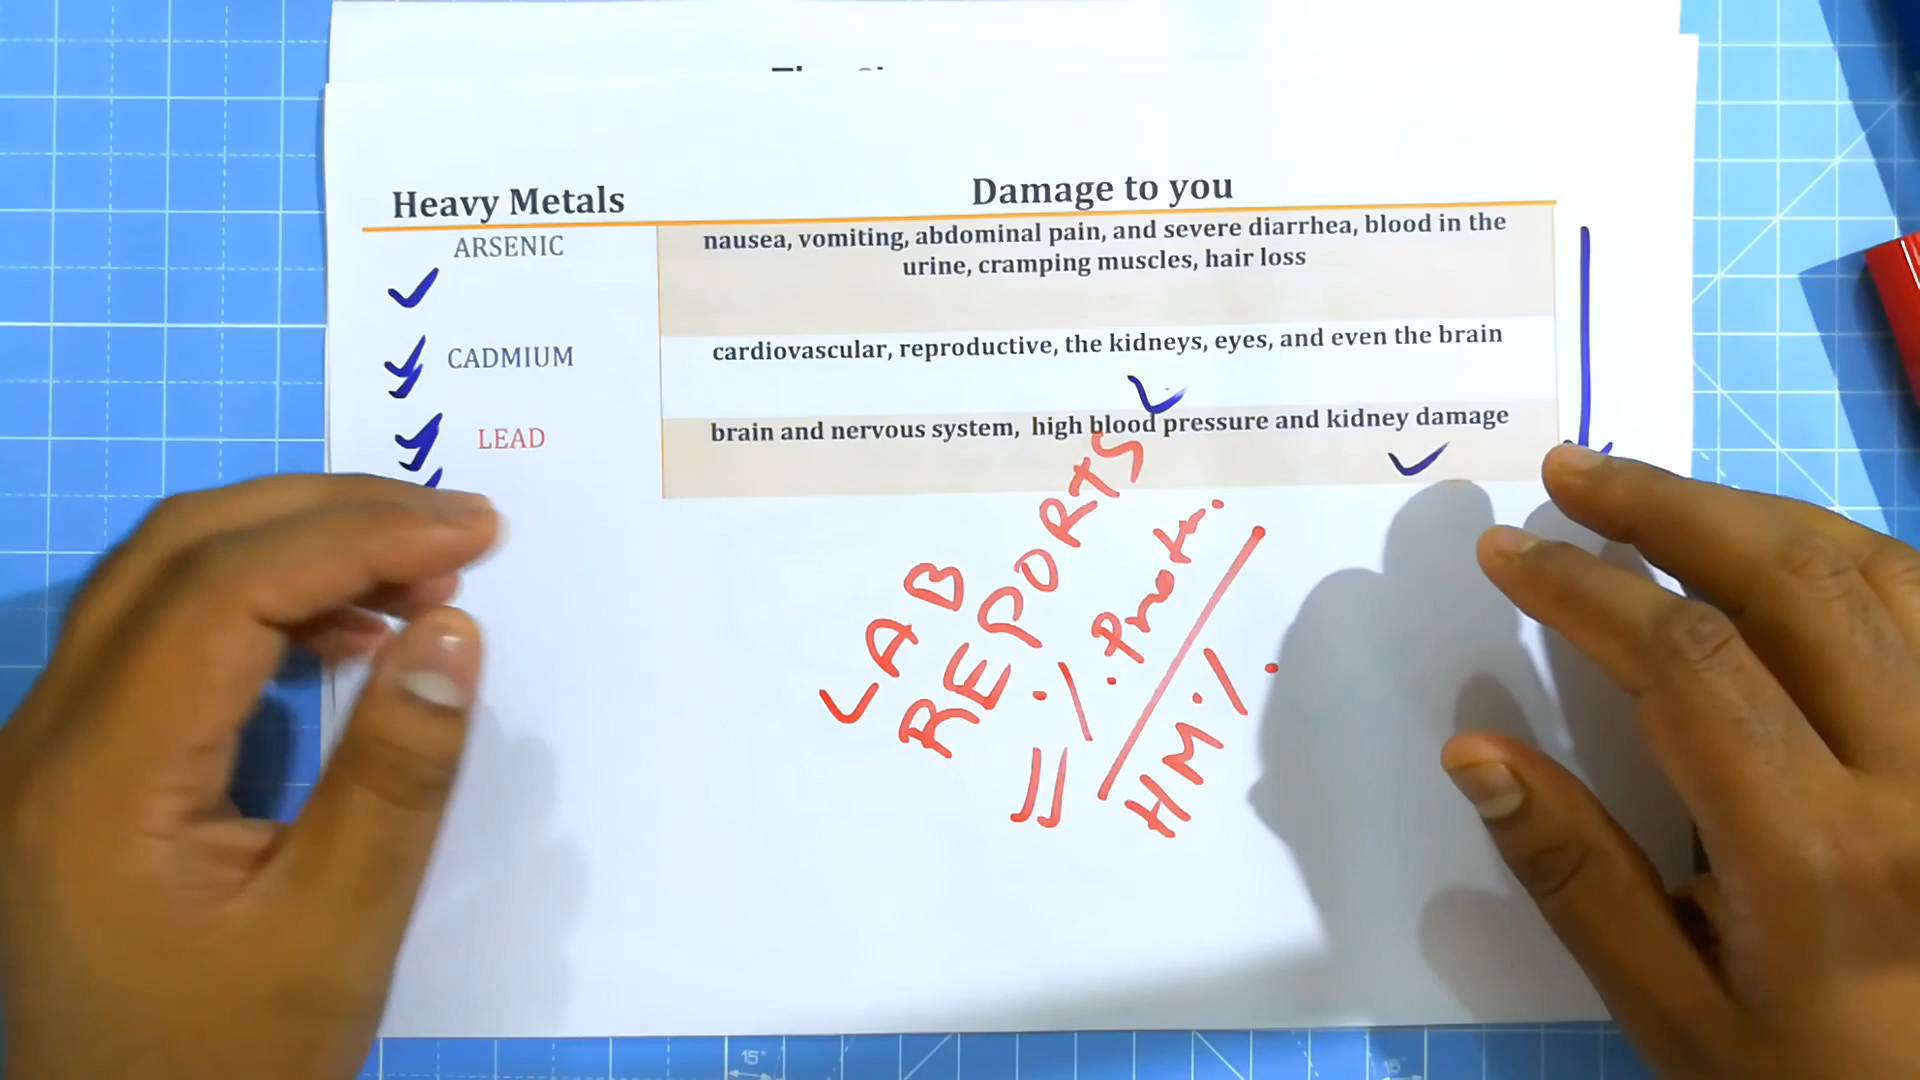 Heavy Metals
Damage to you
ARSENIC
nausea, vomiting, abdominal pain, and severe diarrhea, blood in the
urine, cramping muscles, hair loss
CADMIUM
cardiovascular, reproductive, the kidneys, eyes, and even the brain
LEAD
brain and nervous system, high blood pressure and kidney damage
LAB
REPORTS
HM %.
15°
15°